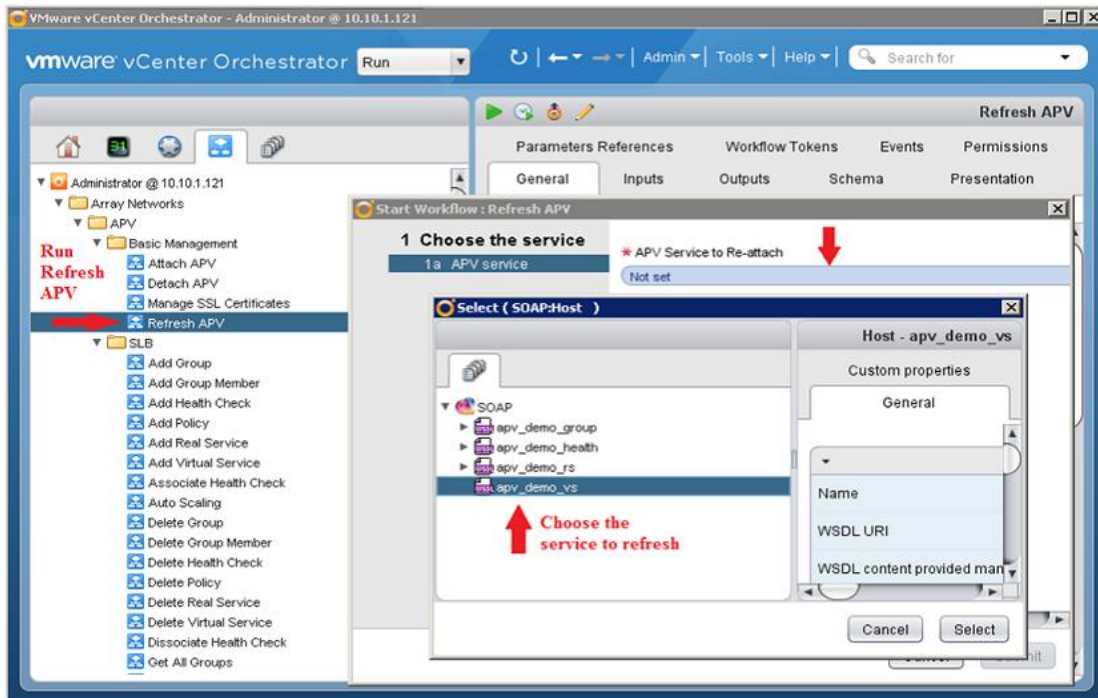 VMware vCenter Orchestrator - Administrator @ 10.10.1.121
vmware vCenter Orchestrator Run
Admin Tools Help Search for
Refresh APV
Parameters References Workflow Tokens Events Permissions
General Inputs Outputs Schema Presentation
Administrator @ 10.10.1.121
Array Networks
APV
Basic Management
Attach APV
Detach APV
Manage SSL Certificates
Refresh APV
SLB
Add Group
Add Group Member
Add Health Check
Add Policy
Add Real Service
Add Virtual Service
Associate Health Check
Auto Scaling
Delete Group
Delete Group Member
Delete Health Check
Delete Policy
Delete Real Service
Delete Virtual Service
Dissociate Health Check
Get All Groups
Run
Refresh
APV
Start Workflow : Refresh APV
1 Choose the service
1a APV service
* APV Service to Re-attach
Not set
Select ( SOAP:Host )
Host - apv_demo_vs
Custom properties
General
SOAP
apv_demo_group
apv_demo_health
apv_demo_rs
apv_demo_vs
Choose the
service to refresh
Name
WSDL URI
WSDL content provided man
Cancel Select